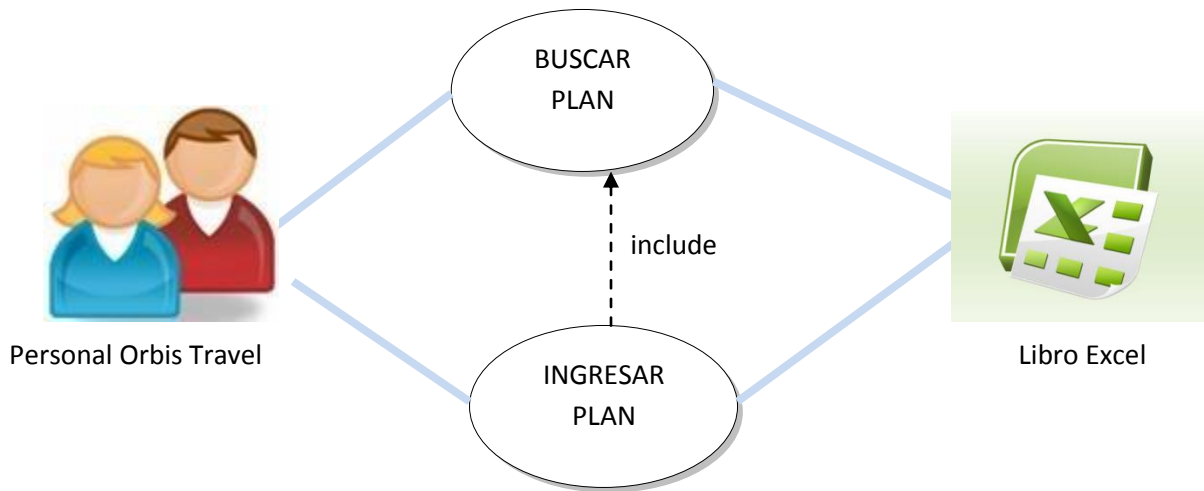 BUSCAR
PLAN
include
Personal Orbis Travel
Libro Excel
INGRESAR
PLAN